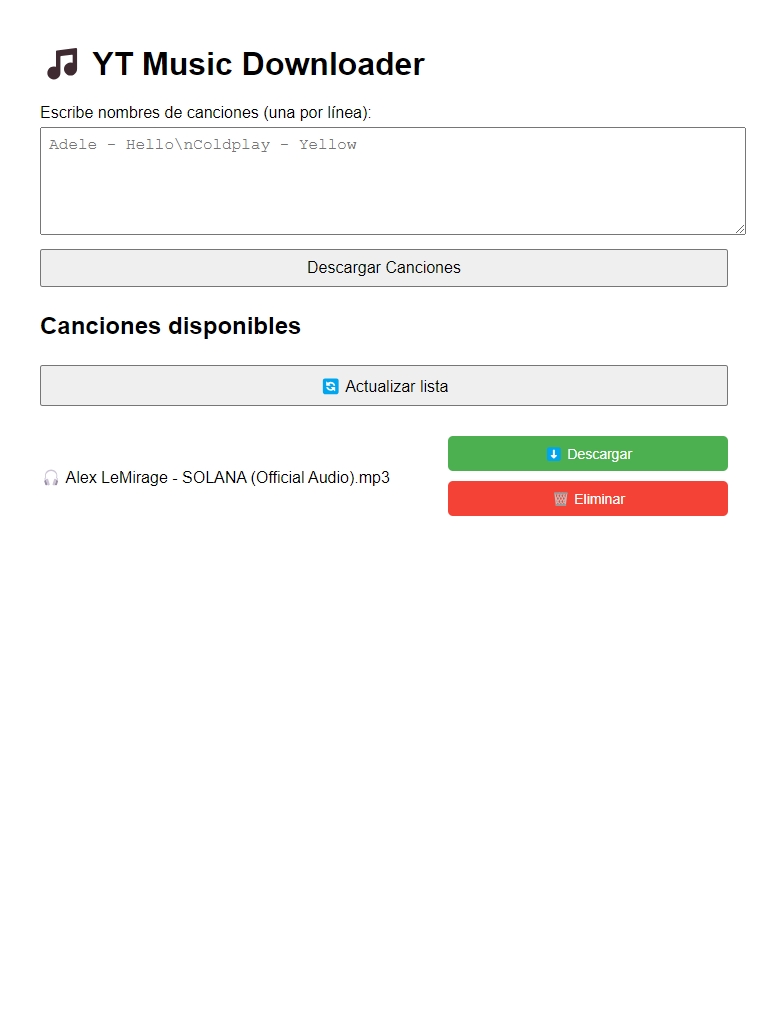 🎵 YT Music Downloader
Escribe nombres de canciones (una por línea):
Adele - Hello\nColdplay - Yellow
Descargar Canciones
Canciones disponibles
🔄 Actualizar lista
🎧 Alex LeMirage - SOLANA (Official Audio).mp3
⬇️ Descargar
🗑️ Eliminar